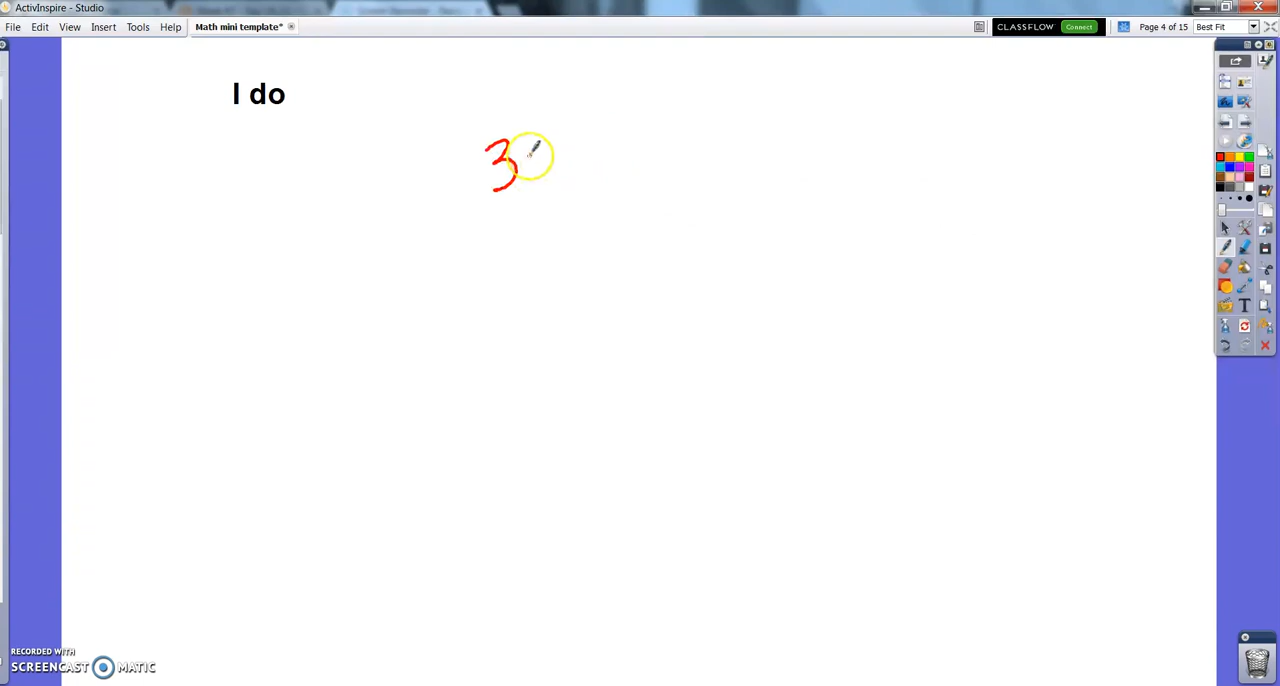 ActivInspire - Studio
File Edit View Insert Tools Help Math mini template* CLASSFLOW Connect Page 4 of 15 Best Fit
I do
3
RECORDED WITH
SCREENCAST MATIC